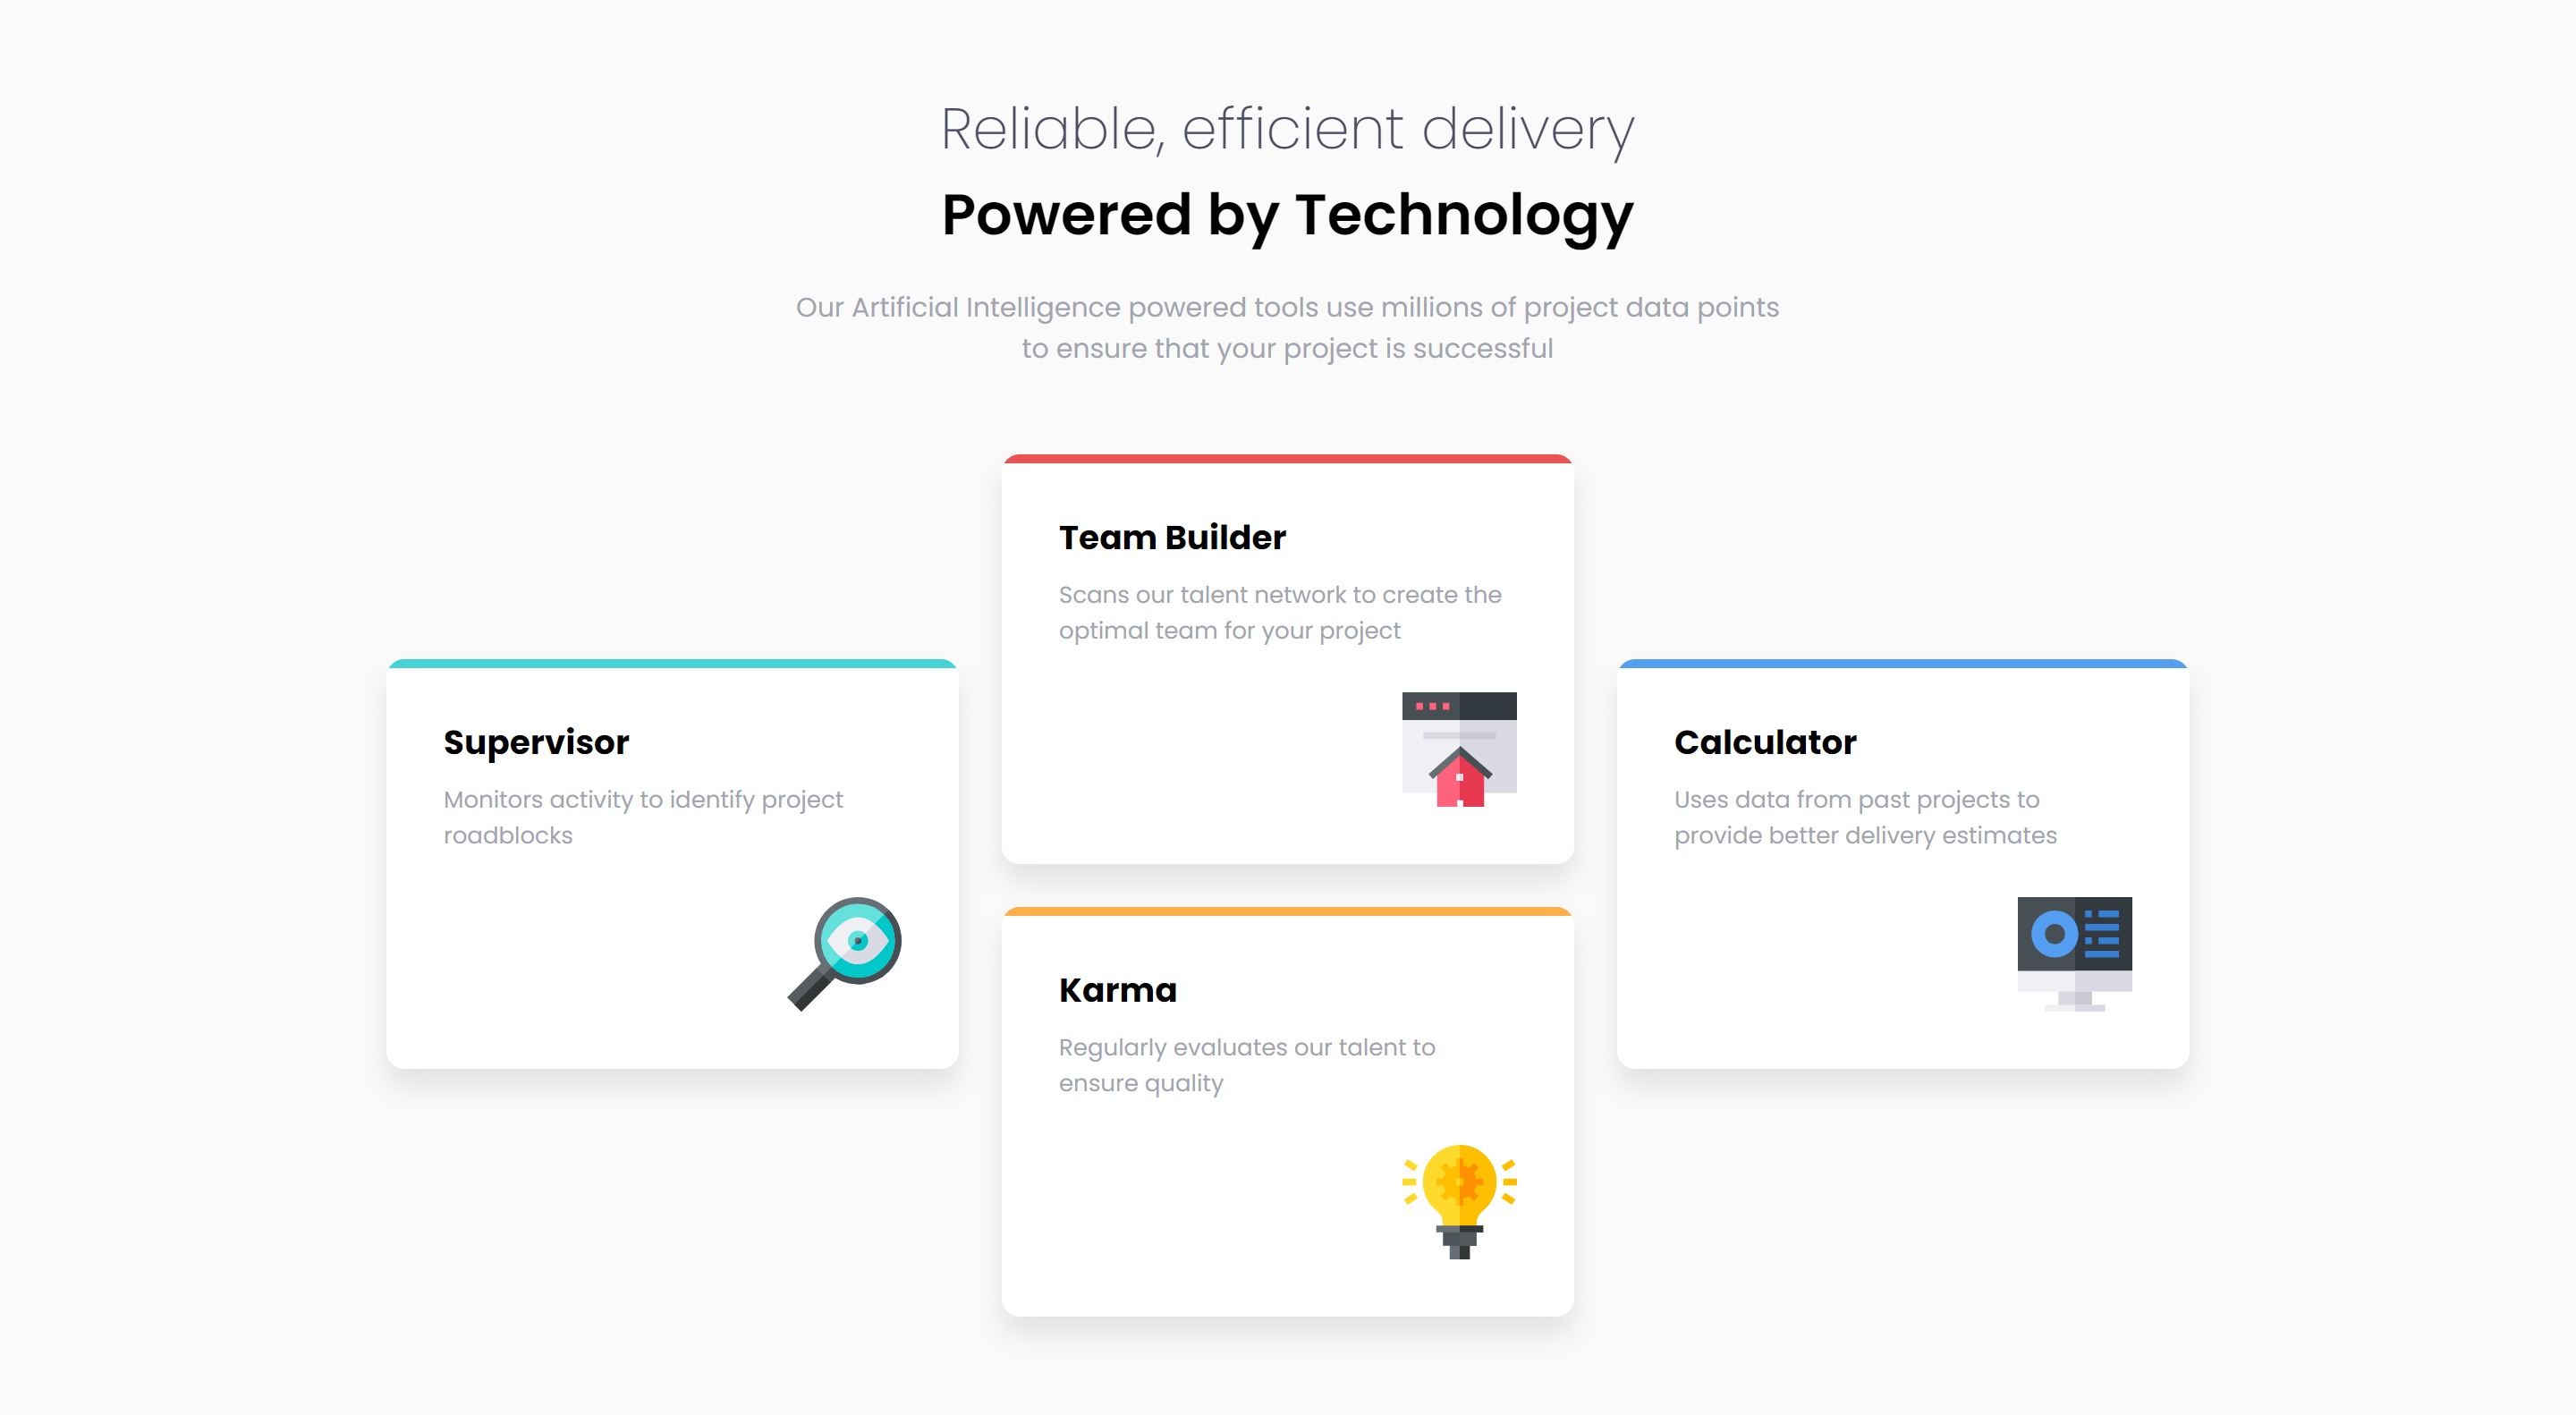 Reliable, efficient delivery
Powered by Technology
Our Artificial Intelligence powered tools use millions of project data points
to ensure that your project is successful
Supervisor
Monitors activity to identify project
roadblocks
Team Builder
Scans our talent network to create the
optimal team for your project
Karma
Regularly evaluates our talent to
ensure quality
Calculator
Uses data from past projects to
provide better delivery estimates